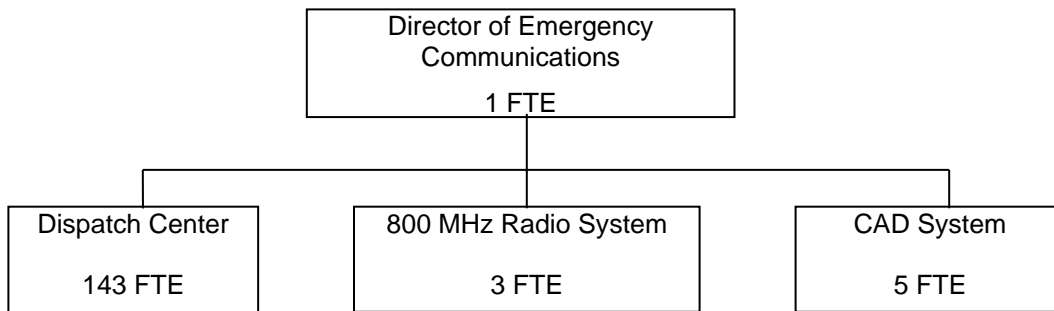 Director of Emergency
Communications
1 FTE
Dispatch Center
143 FTE
800 MHz Radio System
3 FTE
CAD System
5 FTE